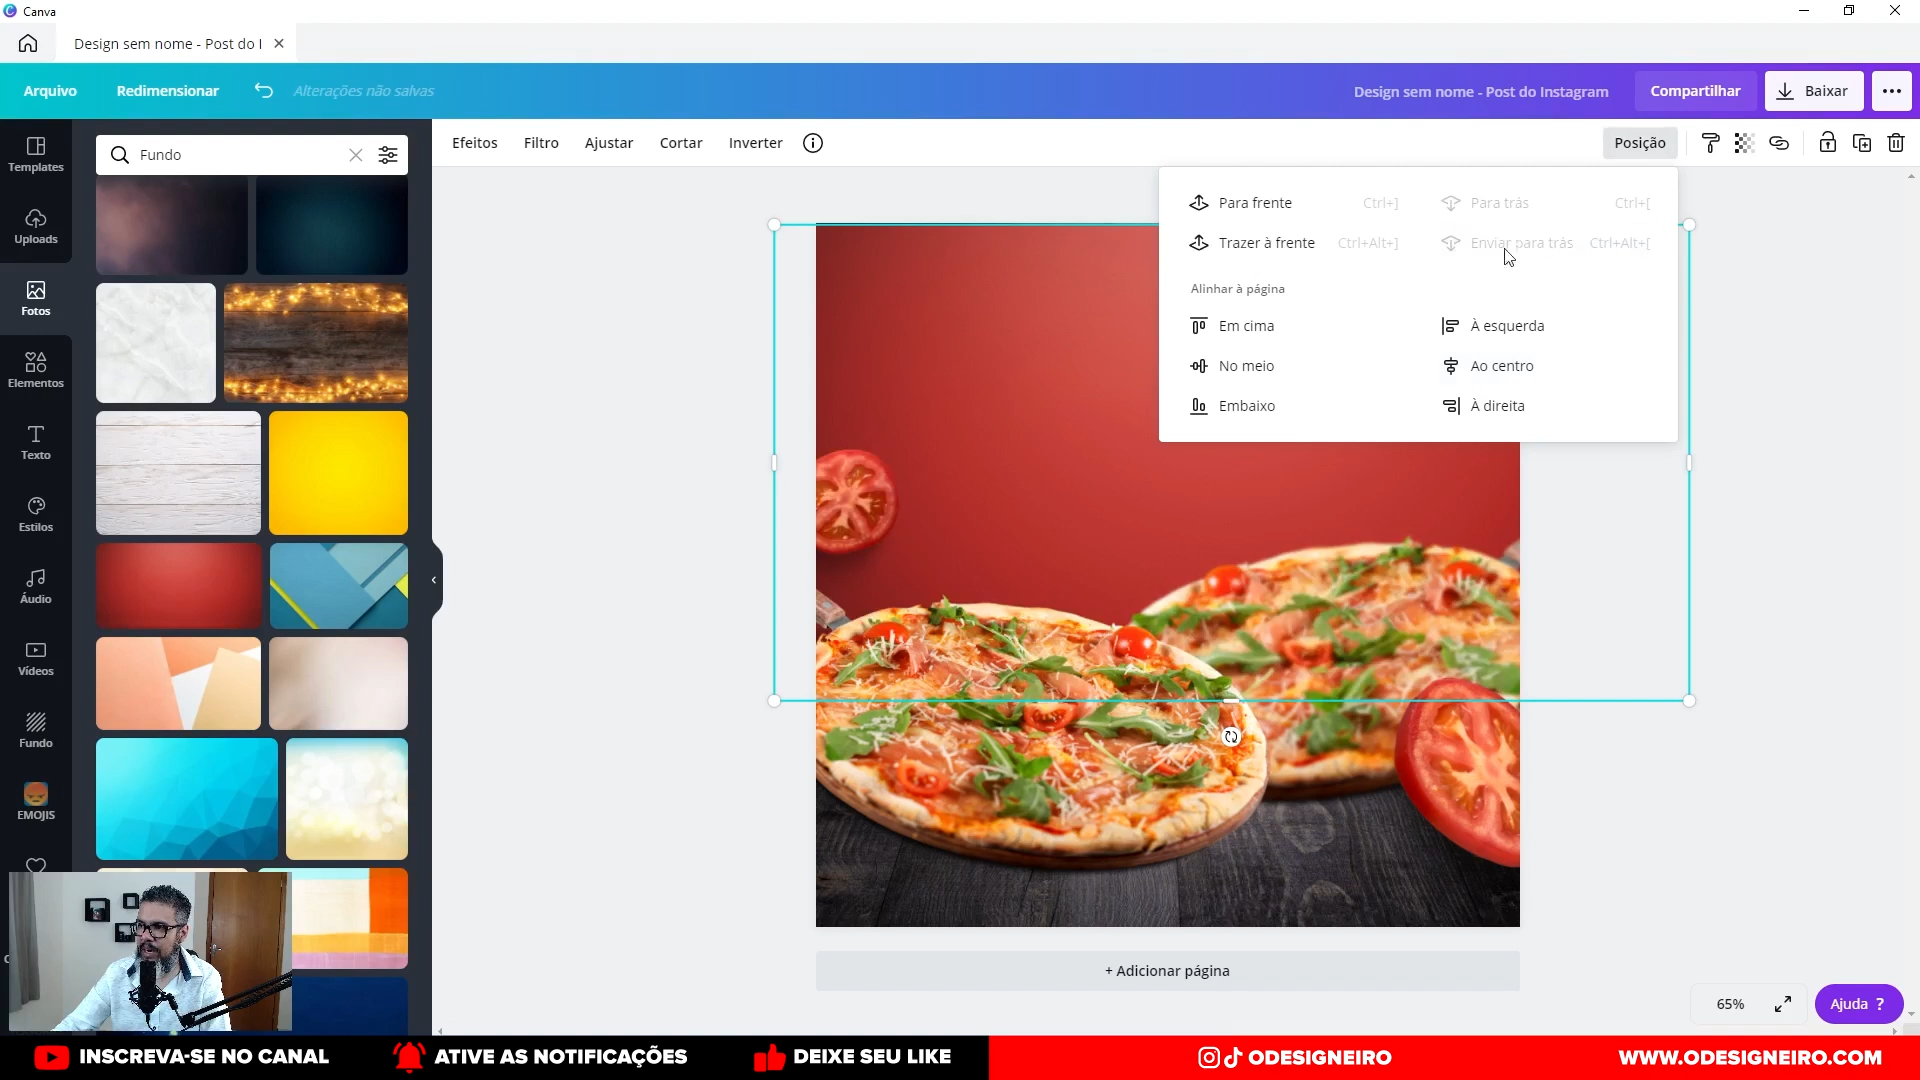 Canva
Design sem nome - Post do I
Arquivo
Redimensionar
Alterações não salvas
Design sem nome - Post do Instagram
Compartilhar
Baixar
Templates
Uploads
Fotos
Elementos
Texto
Estilos
Áudio
Vídeos
Fundo
EMOJIS
Fundo
Efeitos
Filtro
Ajustar
Cortar
Inverter
Posição
Para frente
Ctrl+]
Para trás
Ctrl+[
Trazer à frente
Ctrl+Alt+]
Enviar para trás
Ctrl+Alt+[
Alinhar à página
Em cima
À esquerda
No meio
Ao centro
Embaixo
À direita
+ Adicionar página
65%
Ajuda ?
INSCREVA-SE NO CANAL
ATIVE AS NOTIFICAÇÕES
DEIXE SEU LIKE
ODESIGNEIRO
WWW.ODESIGNEIRO.COM